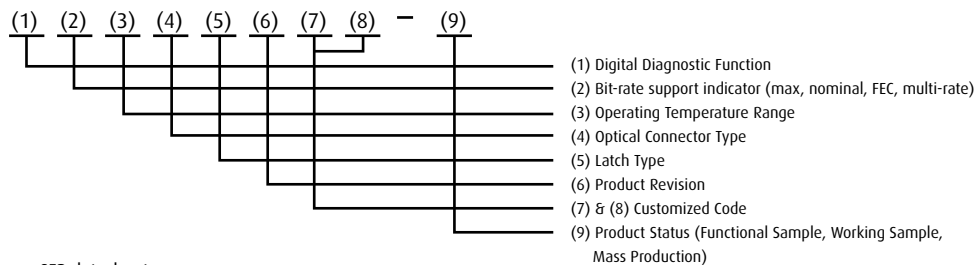 (1) (2) (3) (4) (5) (6) (7) (8) – (9)
(1) Digital Diagnostic Function
(2) Bit-rate support indicator (max, nominal, FEC, multi-rate)
(3) Operating Temperature Range
(4) Optical Connector Type
(5) Latch Type
(6) Product Revision
(7) & (8) Customized Code
(9) Product Status (Functional Sample, Working Sample,
Mass Production)